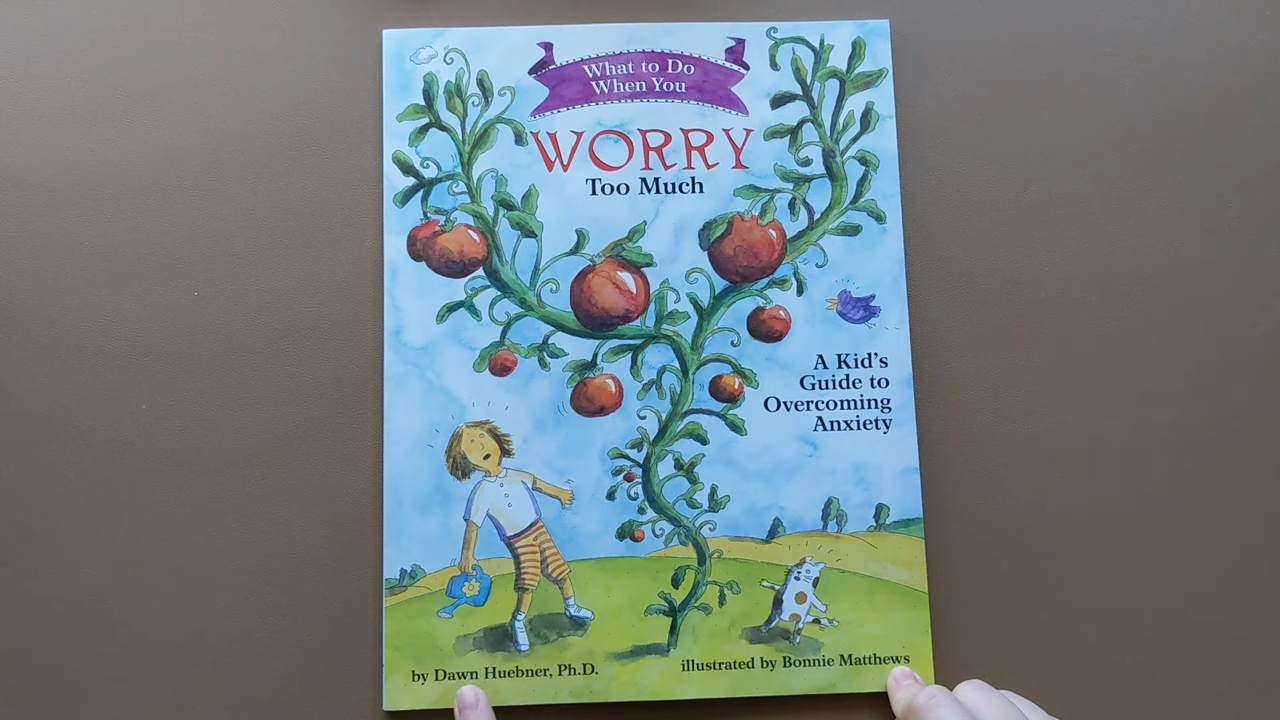 What to Do
When You
WORRY
Too Much
A Kid's
Guide to
Overcoming
Anxiety
by Dawn Huebner, Ph.D.
illustrated by Bonnie Matthews